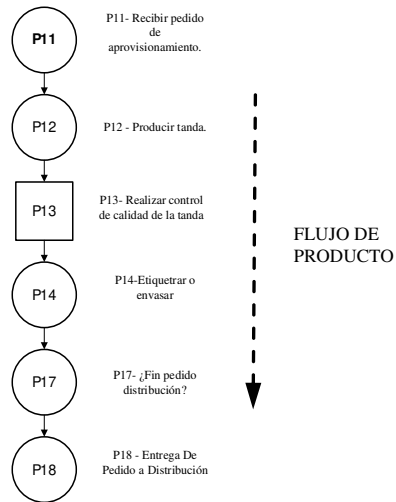 P11
P11- Recibir pedido
de
aprovisionamiento.
P12
P12 - Producir tanda.
P13
P13- Realizar control
de calidad de la tanda
P14
P14-Etiquetrar o
envasar
P17
P17- ¿Fin pedido
distribución?
P18
P18 - Entrega De
Pedido a Distribución
FLUJO DE
PRODUCTO